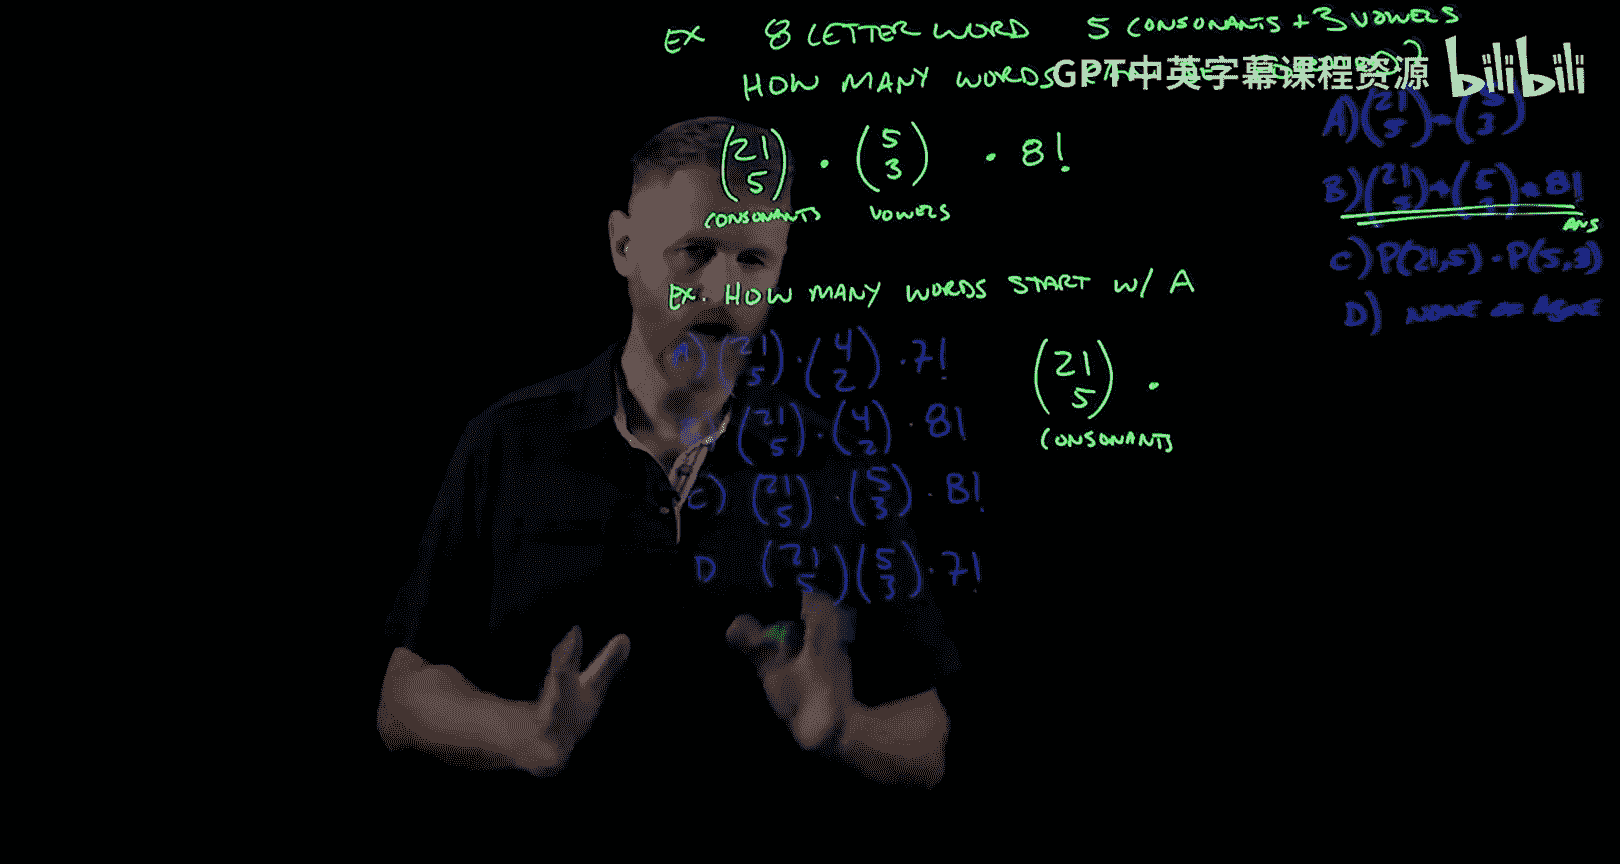 EX 8 LETTER WORD 5 CONSONANTS + 3 VOWELS
HOW MANY WORDS
GPT中英字幕课程资源 bilibili
(21 5) · (5 3) · 8!
CONSONANTS VOWELS
A) (21 5) · (5 3)
B) (21 5) · (5 3) · 8!
ANS
C) P(21,5) · P(5,3)
D) NONE OF ABOVE
EX. HOW MANY WORDS START W/ A
A) (21 5) · (4 2) · 7!
B) (21 5) · (4 2) · 8!
C) (21 5) · (5 3) · 8!
D (21 5)(5 3) · 7!
(21 5) ·
CONSONANTS